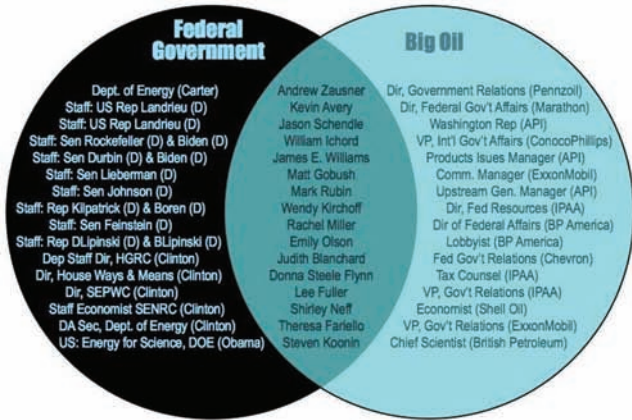 Federal
Government
Big Oil
Dept. of Energy (Carter) Andrew Zausner Dir, Government Relations (Pennzoil)
Staff: US Rep Landrieu (D) Kevin Avery Dir, Federal Gov't Affairs (Marathon)
Staff: US Rep Landrieu (D) Jason Schendle Washington Rep (API)
Staff: Sen Rockefeller (D) & Biden (D) William Ichord VP, Int'l Gov't Affairs (ConocoPhillips)
Staff: Sen Durbin (D) & Biden (D) James E. Williams Products Isues Manager (API)
Staff: Sen Lieberman (D) Matt Gobush Comm. Manager (ExxonMobil)
Staff: Sen Johnson (D) Mark Rubin Upstream Gen. Manager (API)
Staff: Rep Kilpatrick (D) & Boren (D) Wendy Kirchoff Dir, Fed Resources (IPAA)
Staff: Sen Feinstein (D) Rachel Miller Dir of Federal Affairs (BP America)
Staff: Rep DLipinski (D) & BLipinski (D) Emily Olson Lobbyist (BP America)
Dep Staff Dir, HGRC (Clinton) Judith Blanchard Fed Gov't Relations (Chevron)
Dir, House Ways & Means (Clinton) Donna Steele Flynn Tax Counsel (IPAA)
Dir, SEPWC (Clinton) Lee Fuller VP, Gov't Relations (IPAA)
Staff Economist SENRC (Clinton) Shirley Neff Economist (Shell Oil)
DA Sec, Dept. of Energy (Clinton) Theresa Fariello VP, Gov't Relations (ExxonMobil)
US: Energy for Science, DOE (Obama) Steven Koonin Chief Scientist (British Petroleum)